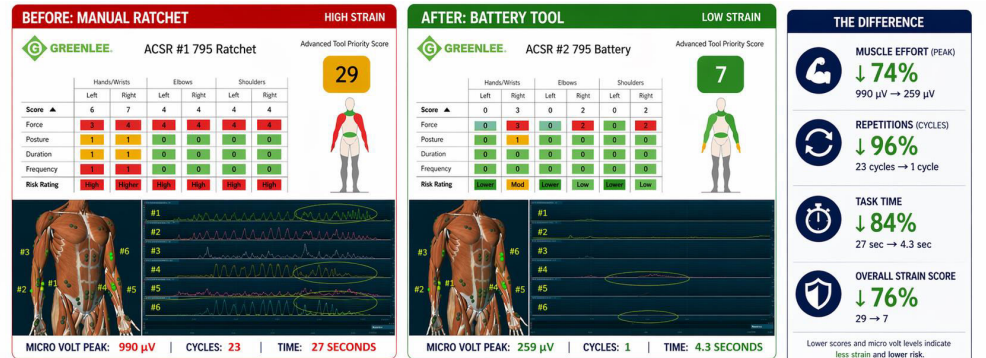 BEFORE: MANUAL RATCHET HIGH STRAIN
G GREENLEE. ACSR #1 795 Ratchet
Advanced Tool Priority Score
29
Hands/Wrists Elbows Shoulders
Left Right Left Right Left Right
Score ▲ 6 7 4 4 4 4
Force 3 4 4 4 4 4
Posture 1 1 0 0 0 0
Duration 1 1 0 0 0 0
Frequency 1 1 0 0 0 0
Risk Rating High Higher High High High High
#3 #6
#2 #1 #4 #5
#1
#2
#3
#4
#5
#6
MICRO VOLT PEAK: 990 µV | CYCLES: 23 | TIME: 27 SECONDS
AFTER: BATTERY TOOL LOW STRAIN
G GREENLEE. ACSR #2 795 Battery
Advanced Tool Priority Score
7
Hands/Wrists Elbows Shoulders
Left Right Left Right Left Right
Score ▲ 0 3 0 2 0 2
Force 0 3 0 2 0 2
Posture 0 1 0 0 0 0
Duration 0 0 0 0 0 0
Frequency 0 0 0 0 0 0
Risk Rating Lower Mod Lower Low Lower Low
#3 #6
#2 #1 #4 #5
#1
#2
#3
#4
#5
#6
MICRO VOLT PEAK: 259 µV | CYCLES: 1 | TIME: 4.3 SECONDS
THE DIFFERENCE
MUSCLE EFFORT (PEAK)
↓ 74%
990 µV → 259 µV
REPETITIONS (CYCLES)
↓ 96%
23 cycles → 1 cycle
TASK TIME
↓ 84%
27 sec → 4.3 sec
OVERALL STRAIN SCORE
↓ 76%
29 → 7
Lower scores and micro volt levels indicate
less strain and lower risk.